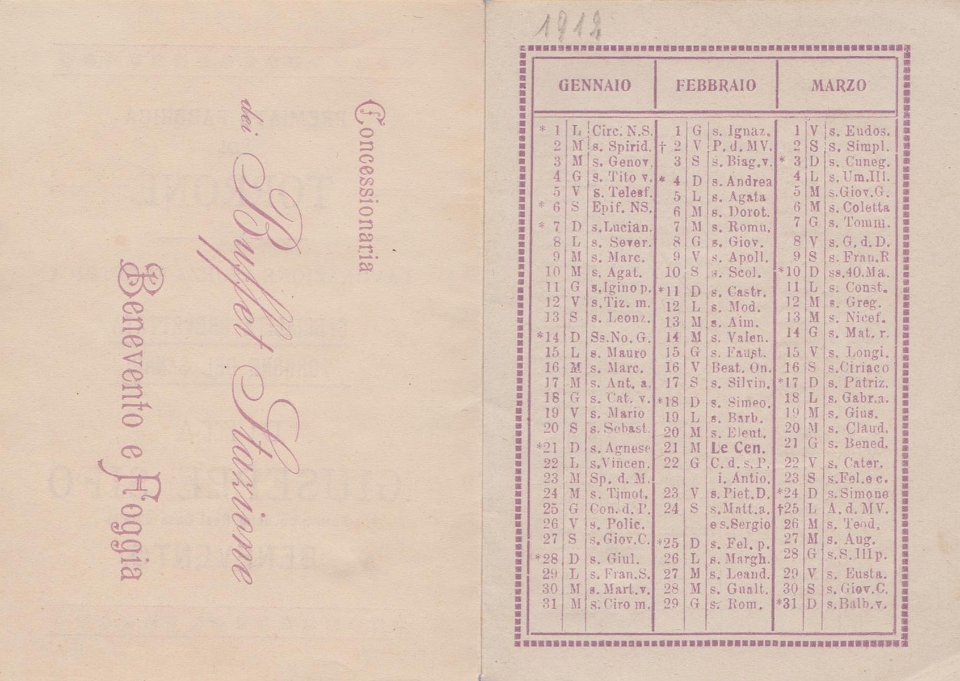 Concessionaria
dei Buffet Stazione
Benevento e Foggia
1912
GENNAIO
* 1 L Circ. N.S.
2 M s. Spirid.
3 M s. Genov.
4 G s. Tito v.
5 V s. Telesf.
* 6 S Epif. NS.
* 7 D s. Lucian.
8 L s. Sever.
9 M s. Marc.
10 M s. Agat.
11 G s. Igino p.
12 V s. Tiz. m.
13 S s. Leonz.
*14 D Ss. No. G.
15 L s. Mauro
16 M s. Marc.
17 M s. Ant. a.
18 G s. Cat. v.
19 V s. Mario
20 S s. Sebast.
*21 D s. Agnese
22 L s. Vincen.
23 M Sp. d. M.
24 M s. Timot.
25 G Con. d. P.
26 V s. Polic.
27 S s. Giov. C.
*28 D s. Giul.
29 L s. Fran. S.
30 M s. Mart. v.
31 M s. Ciro m.
FEBBRAIO
1 G s. Ignaz.
† 2 V P. d. MV.
3 S s. Biag. v.
* 4 D s. Andrea
5 L s. Agata
6 M s. Dorot.
7 M s. Romu.
8 G s. Giov.
9 V s. Apoll.
10 S s. Scol.
*11 D s. Castr.
12 L s. Mod.
13 M s. Aim.
14 M s. Valen.
15 G s. Faust.
16 V Beat. On.
17 S s. Silvin.
*18 D s. Simeo.
19 L s. Barb.
20 M s. Eleut.
21 M Le Cen.
22 G C. d. s. P.
i. Antio.
23 V s. Piet. D.
24 S s. Matt. a.
e s. Sergio
*25 D s. Fel. p.
26 L s. Margh.
27 M s. Leand.
28 M s. Gualt.
29 G s. Rom.
MARZO
1 V s. Eudos.
2 S s. Simpl.
* 3 D s. Cuneg.
4 L s. Um. III.
5 M s. Giov. G.
6 M s. Coletta
7 G s. Tomm.
8 V s. G. d. D.
9 S s. Fran. R
*10 D ss. 40. Ma.
11 L s. Const.
12 M s. Greg.
13 M s. Nicef.
14 G s. Mat. r.
15 V s. Longi.
16 S s. Ciriaco
*17 D s. Patriz.
18 L s. Gabr. a.
19 M s. Gius.
20 M s. Claud.
21 G s. Bened.
22 V s. Cater.
23 S s. Fel. e c.
*24 D s. Simone
†25 L A. d. MV.
26 M s. Teod.
27 M s. Aug.
28 G s. S. III p.
29 V s. Eusta.
30 S s. Giov. C.
*31 D s. Balb. v.